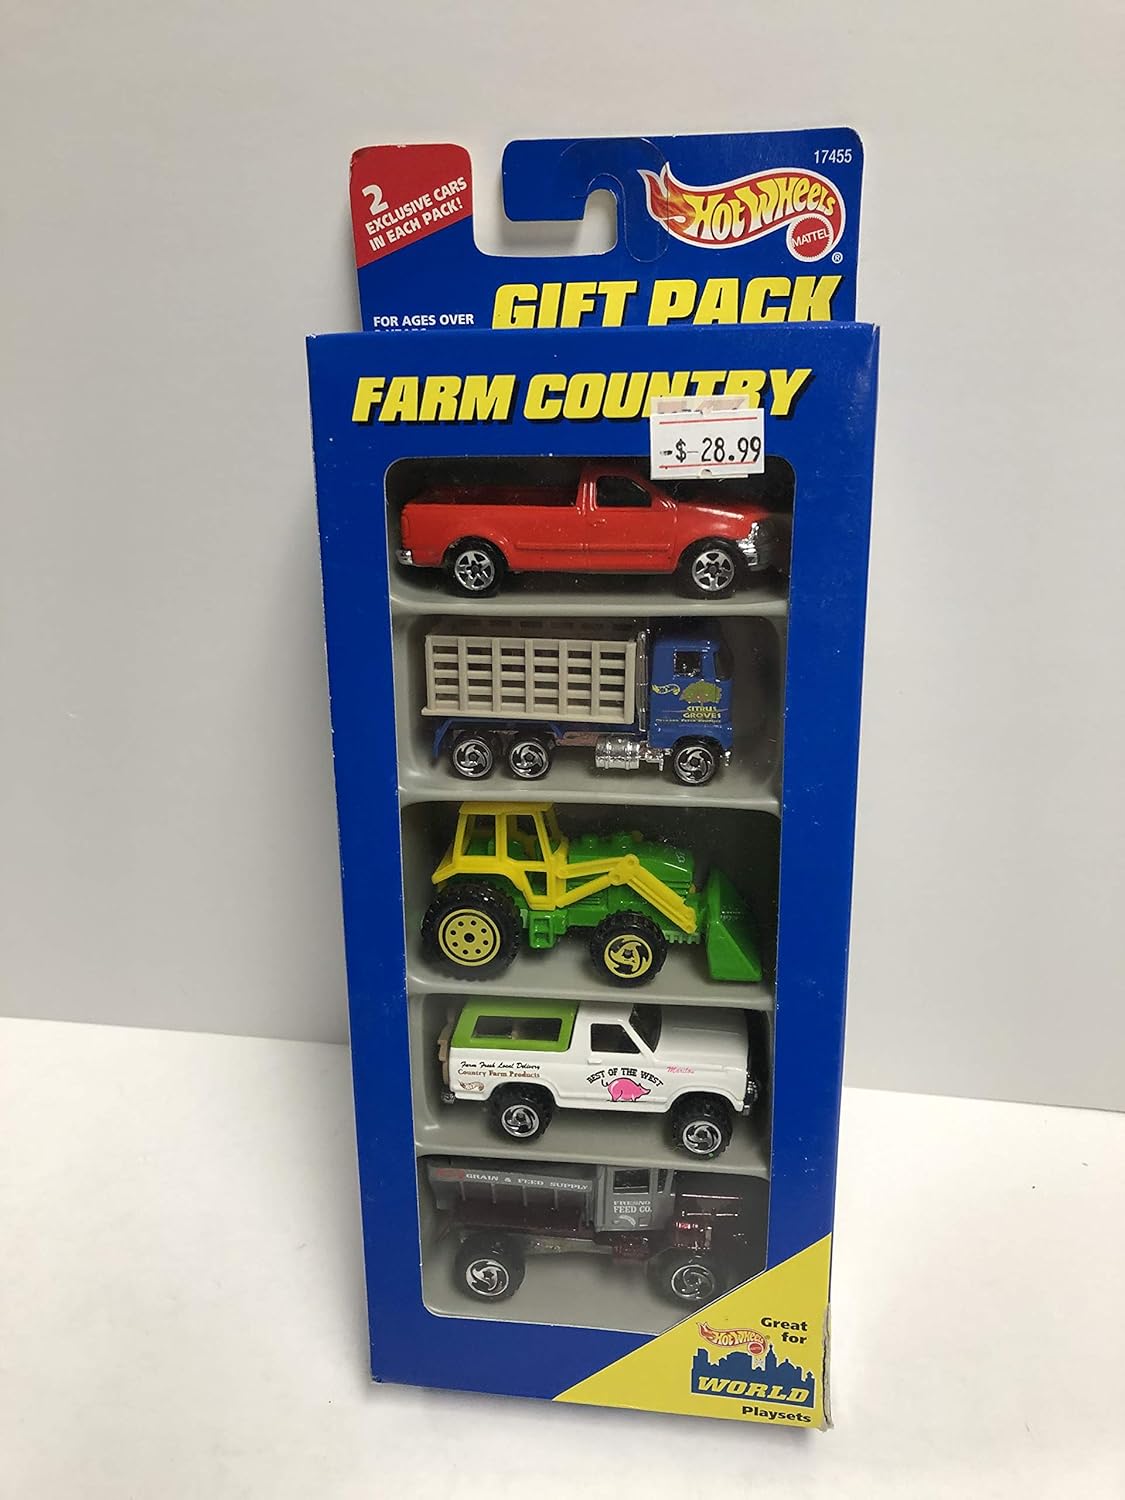 17455
2
EXCLUSIVE CARS
IN EACH PACK!
HOT WHEELS
MATTEL
®
GIFT PACK
FOR AGES OVER
FARM COUNTRY
$ 28.99
CITRUS
GROVES
Farm Fresh Local Delivery
Country Farm Products
BEST OF THE WEST
GRAIN & FEED SUPPLY
FRESNO
FEED CO.
Great
for
HOT WHEELS
WORLD
Playsets